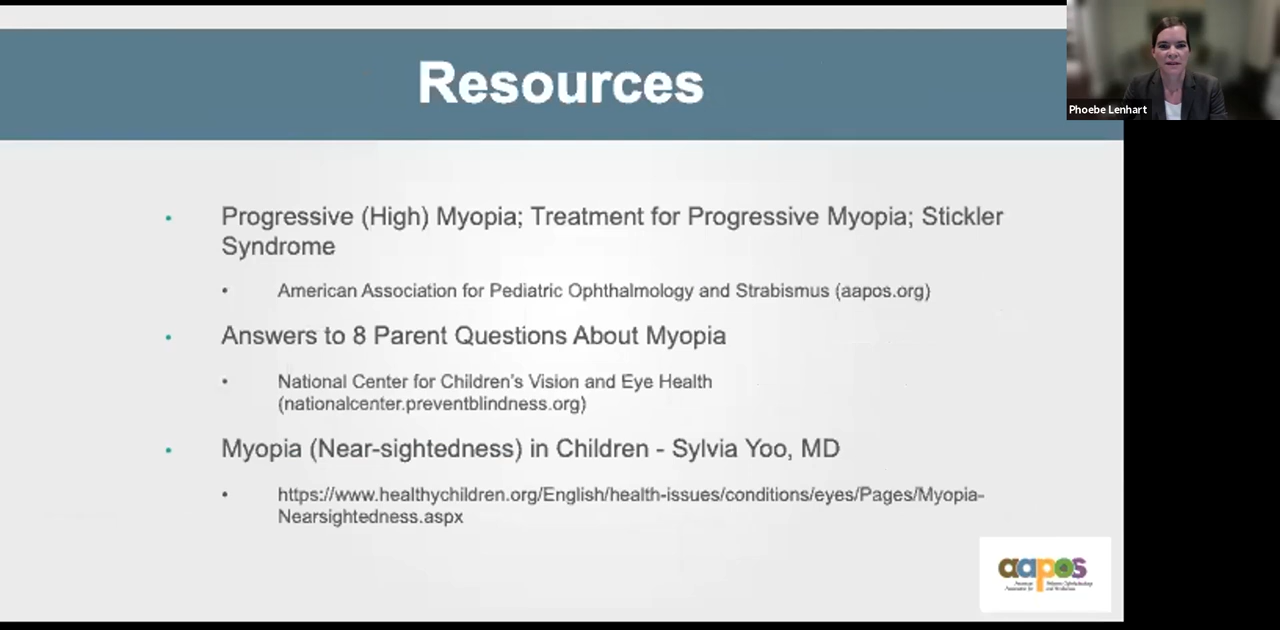 Resources
Phoebe Lenhart
• Progressive (High) Myopia; Treatment for Progressive Myopia; Stickler
Syndrome
• American Association for Pediatric Ophthalmology and Strabismus (aapos.org)
• Answers to 8 Parent Questions About Myopia
• National Center for Children's Vision and Eye Health
(nationalcenter.preventblindness.org)
• Myopia (Near-sightedness) in Children - Sylvia Yoo, MD
• https://www.healthychildren.org/English/health-issues/conditions/eyes/Pages/Myopia-
Nearsightedness.aspx
aapos